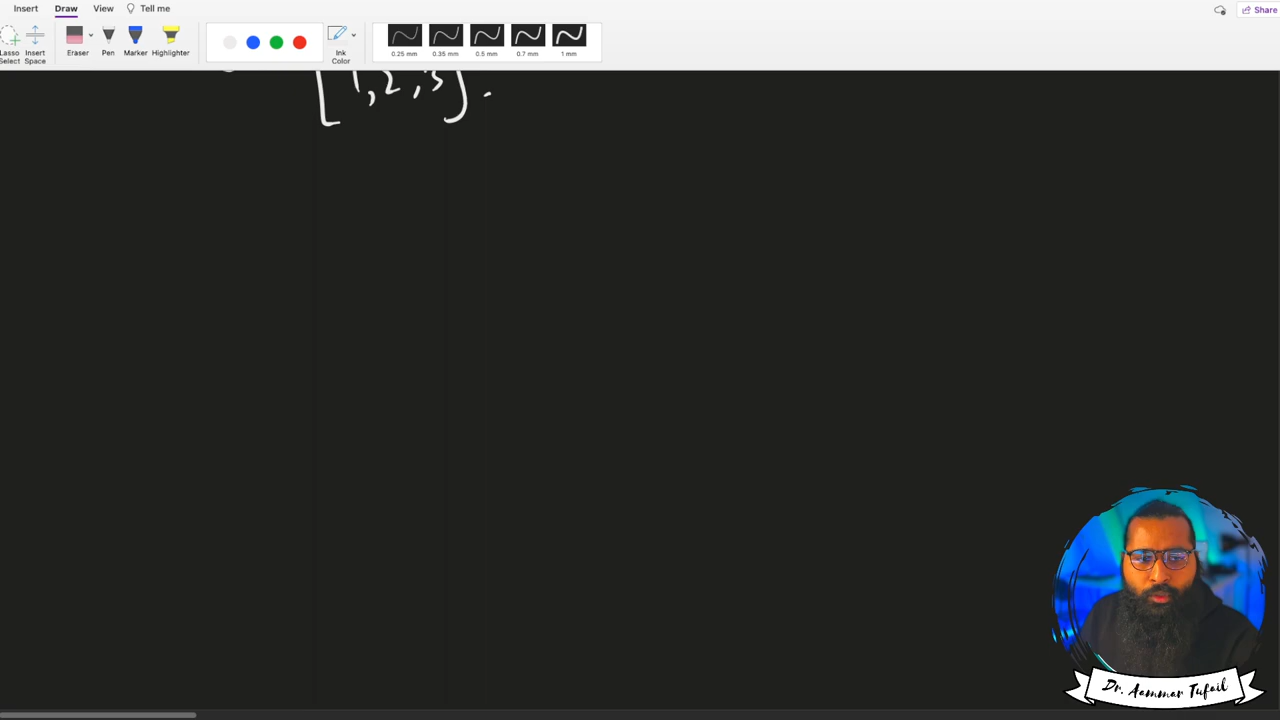 Insert Draw View Tell me
Share
Lasso Select
Insert Space
Eraser
Pen
Marker
Highlighter
Ink Color
0.25 mm 0.35 mm 0.5 mm 0.7 mm 1 mm
[1,2,3].
Dr. Aammar Tufail